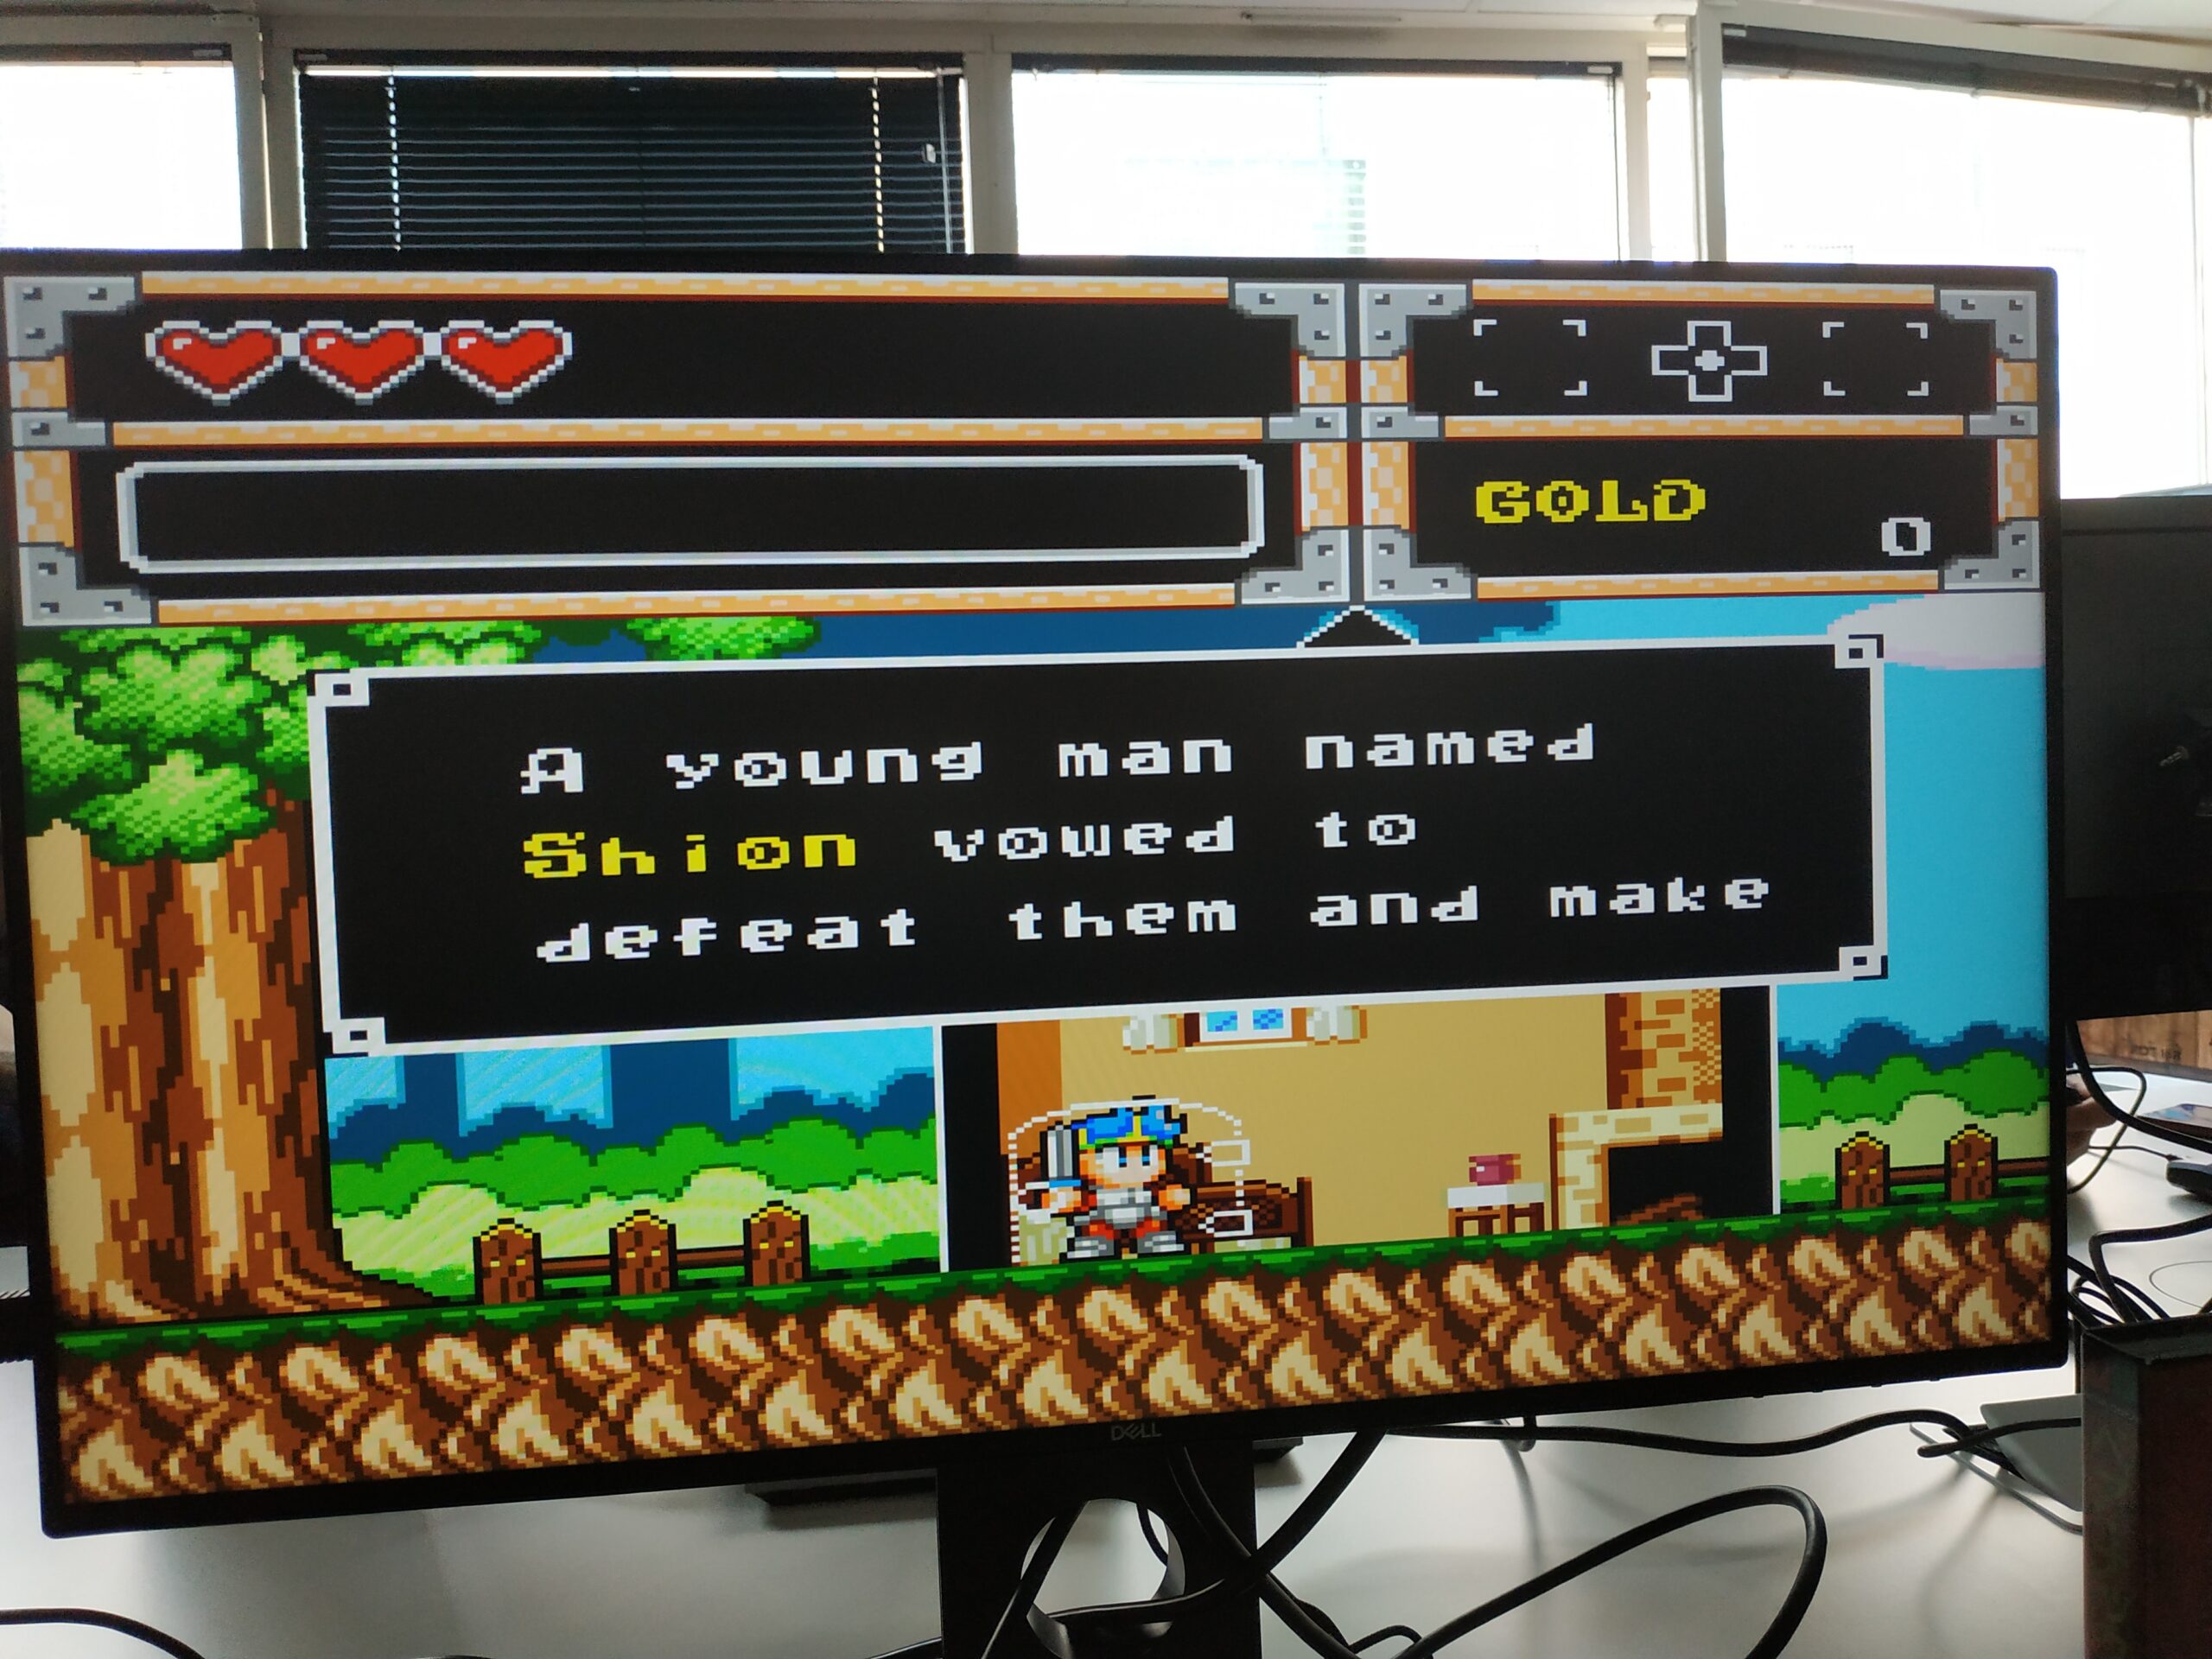 GOLD
0
A young man named
Shion vowed to
defeat them and make
DELL